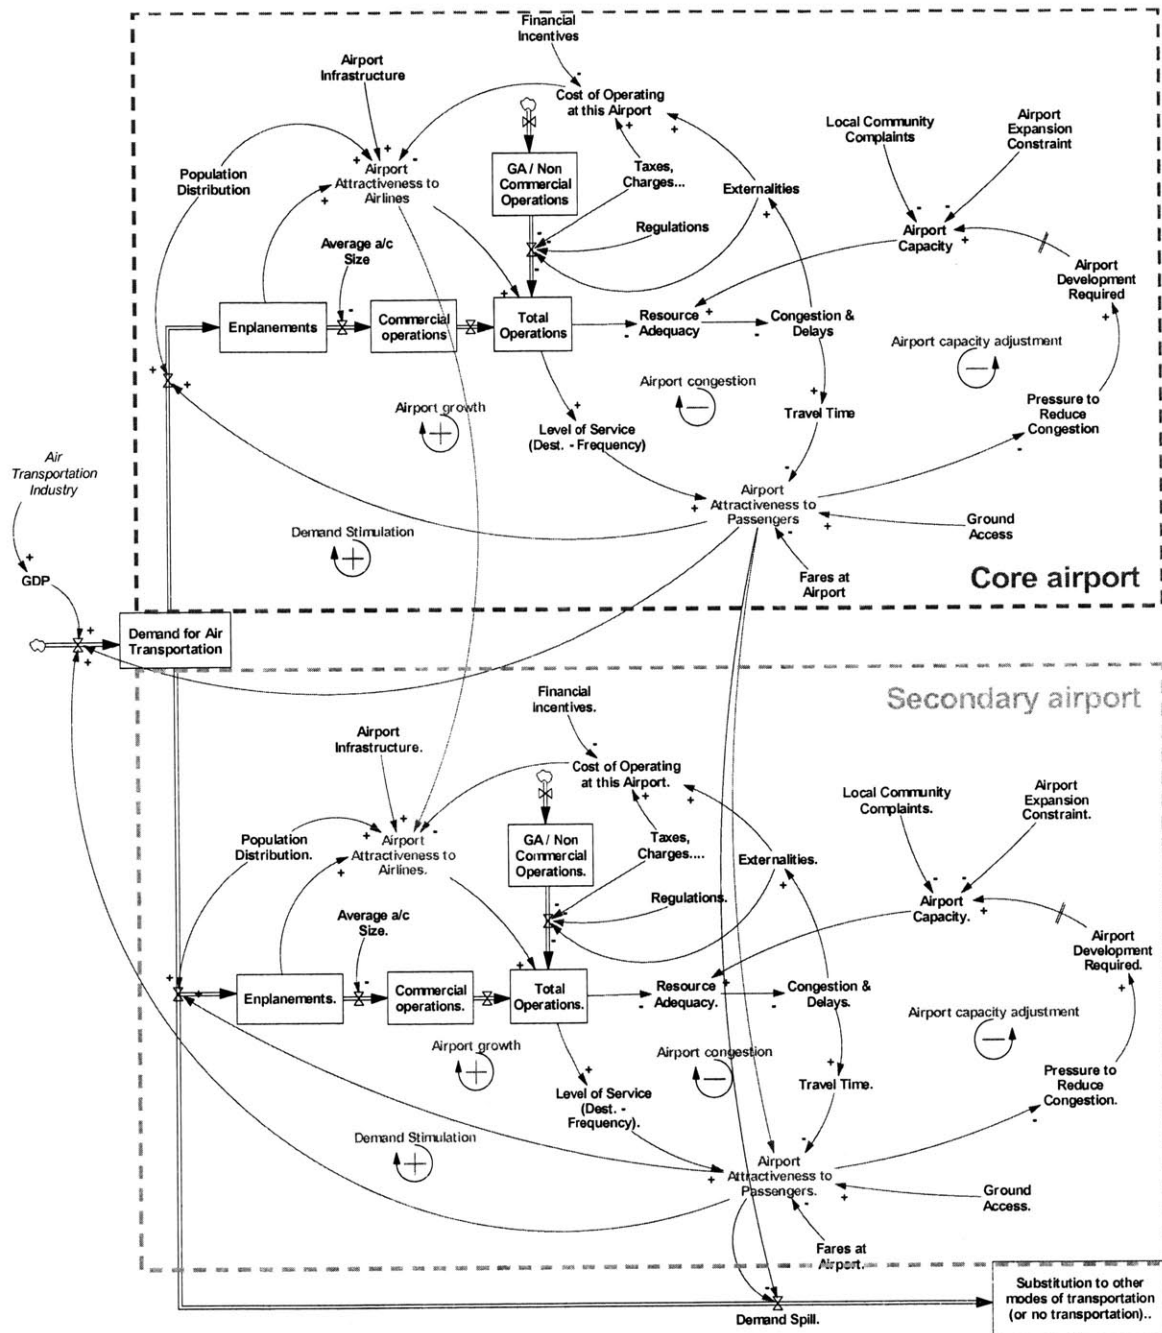 Financial
Incentives
Airport
Infrastructure
Cost of Operating
at this Airport
Local Community
Complaints
Airport
Expansion
Constraint
Population
Distribution
Airport
Attractiveness to
Airlines
GA / Non
Commercial
Operations
Taxes,
Charges...
Externalities
Regulations
Airport
Capacity
Average a/c
Size
Airport
Development
Required
Enplanements
Commercial
operations
Total
Operations
Resource
Adequacy
Congestion &
Delays
Airport capacity adjustment
Airport congestion
Airport growth
Travel Time
Pressure to
Reduce
Congestion
Level of Service
(Dest. - Frequency)
Air
Transportation
Industry
Airport
Attractiveness to
Passengers
Ground
Access
Demand Stimulation
GDP
Fares at
Airport
Core airport
Demand for Air
Transportation
Secondary airport
Financial
Incentives.
Airport
Infrastructure.
Cost of Operating
at this Airport.
Local Community
Complaints.
Airport
Expansion
Constraint.
Population
Distribution.
Airport
Attractiveness to
Airlines.
GA / Non
Commercial
Operations.
Taxes,
Charges....
Externalities.
Regulations.
Airport
Capacity.
Average a/c
Size.
Airport
Development
Required.
Enplanements.
Commercial
operations.
Total
Operations.
Resource
Adequacy.
Congestion &
Delays.
Airport capacity adjustment
Airport growth
Airport congestion
Travel Time.
Pressure to
Reduce
Congestion.
Level of Service
(Dest. -
Frequency).
Demand Stimulation
Airport
Attractiveness to
Passengers.
Ground
Access.
Fares at
Airport.
Substitution to other
modes of transportation
(or no transportation)..
Demand Spill.